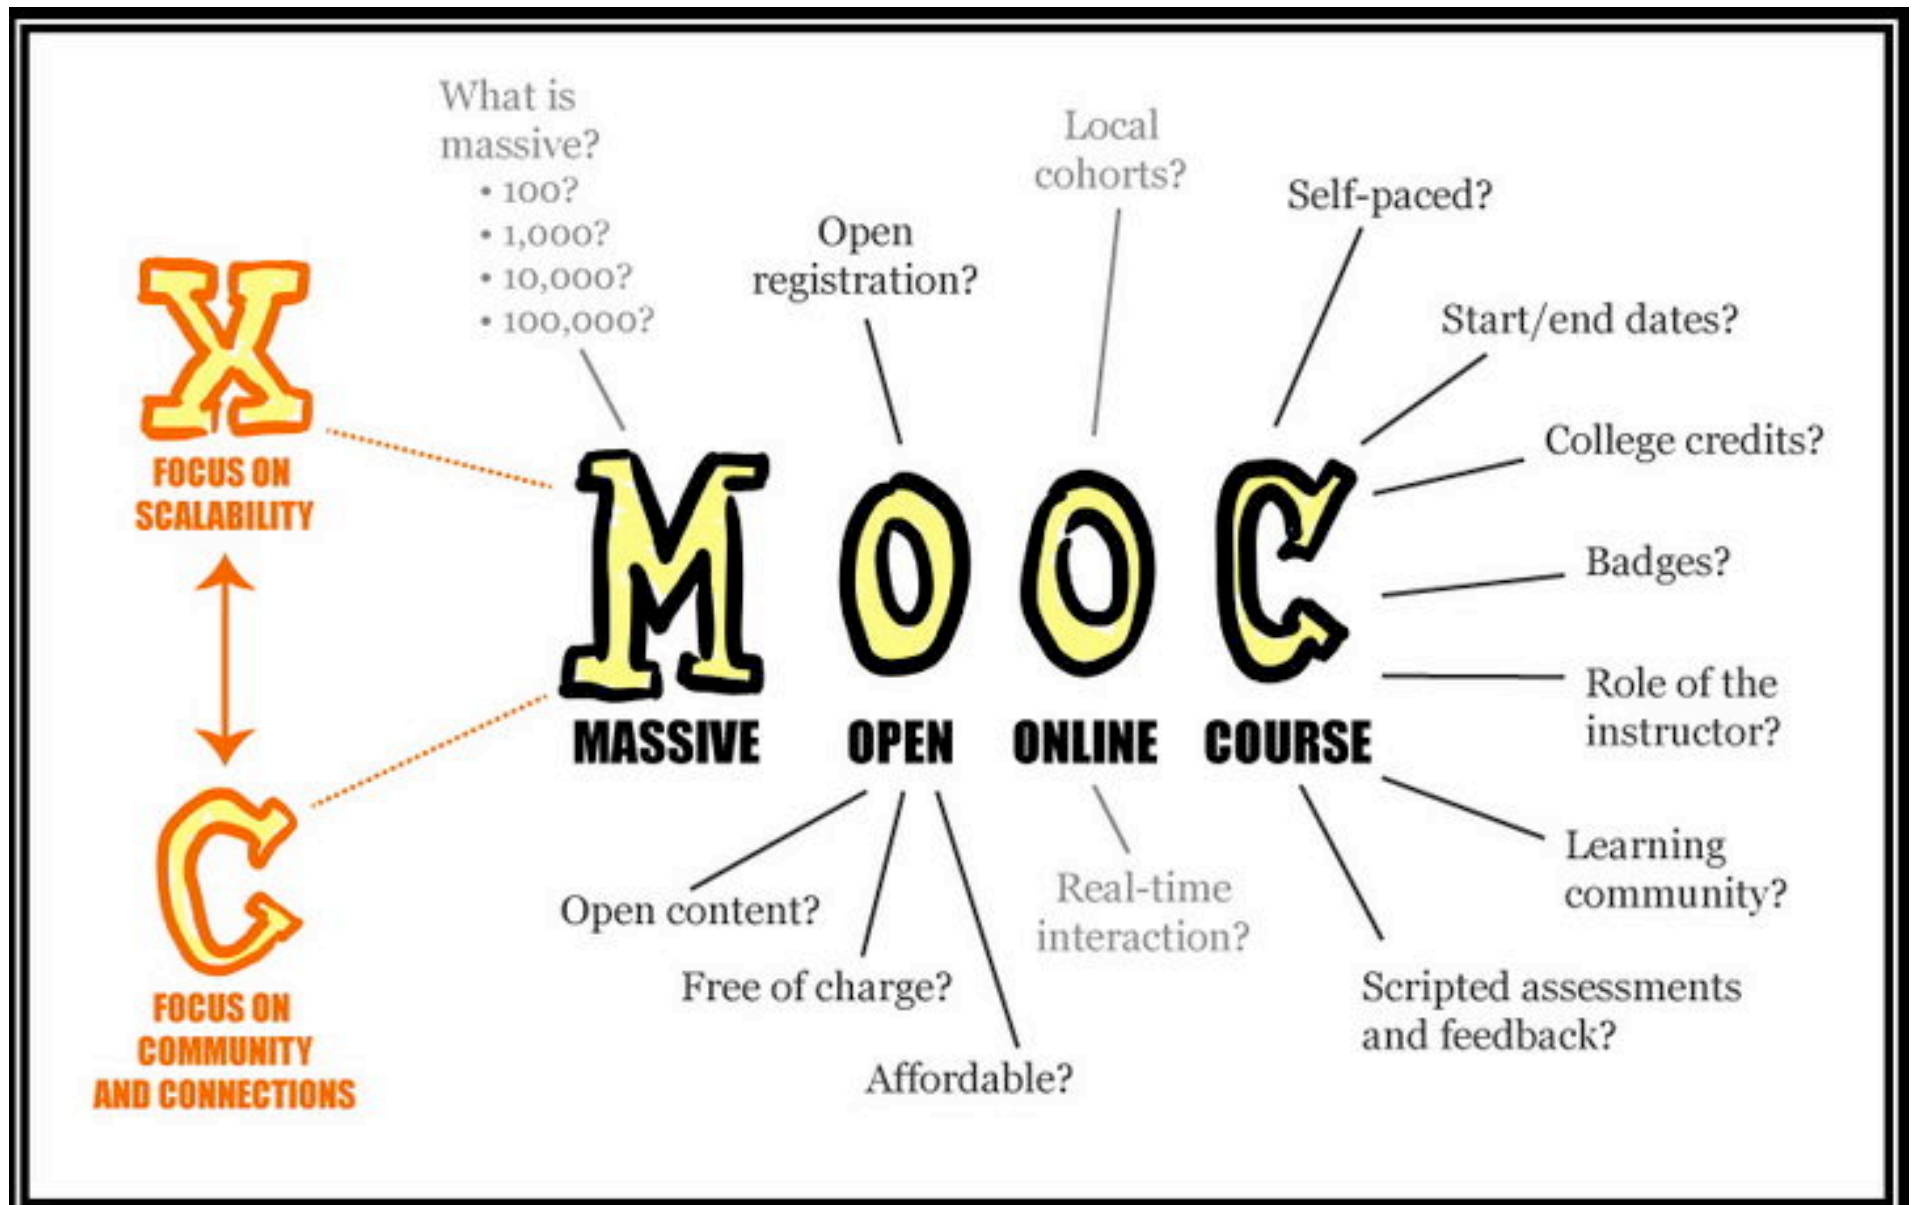 What is
massive?
• 100?
• 1,000?
• 10,000?
• 100,000?
Open
registration?
Local
cohorts?
Self-paced?
Start/end dates?
College credits?
Badges?
Role of the
instructor?
Learning
community?
Scripted assessments
and feedback?
X
FOCUS ON
SCALABILITY
C
FOCUS ON
COMMUNITY
AND CONNECTIONS
MOOC
MASSIVE OPEN ONLINE COURSE
Open content?
Free of charge?
Affordable?
Real-time
interaction?